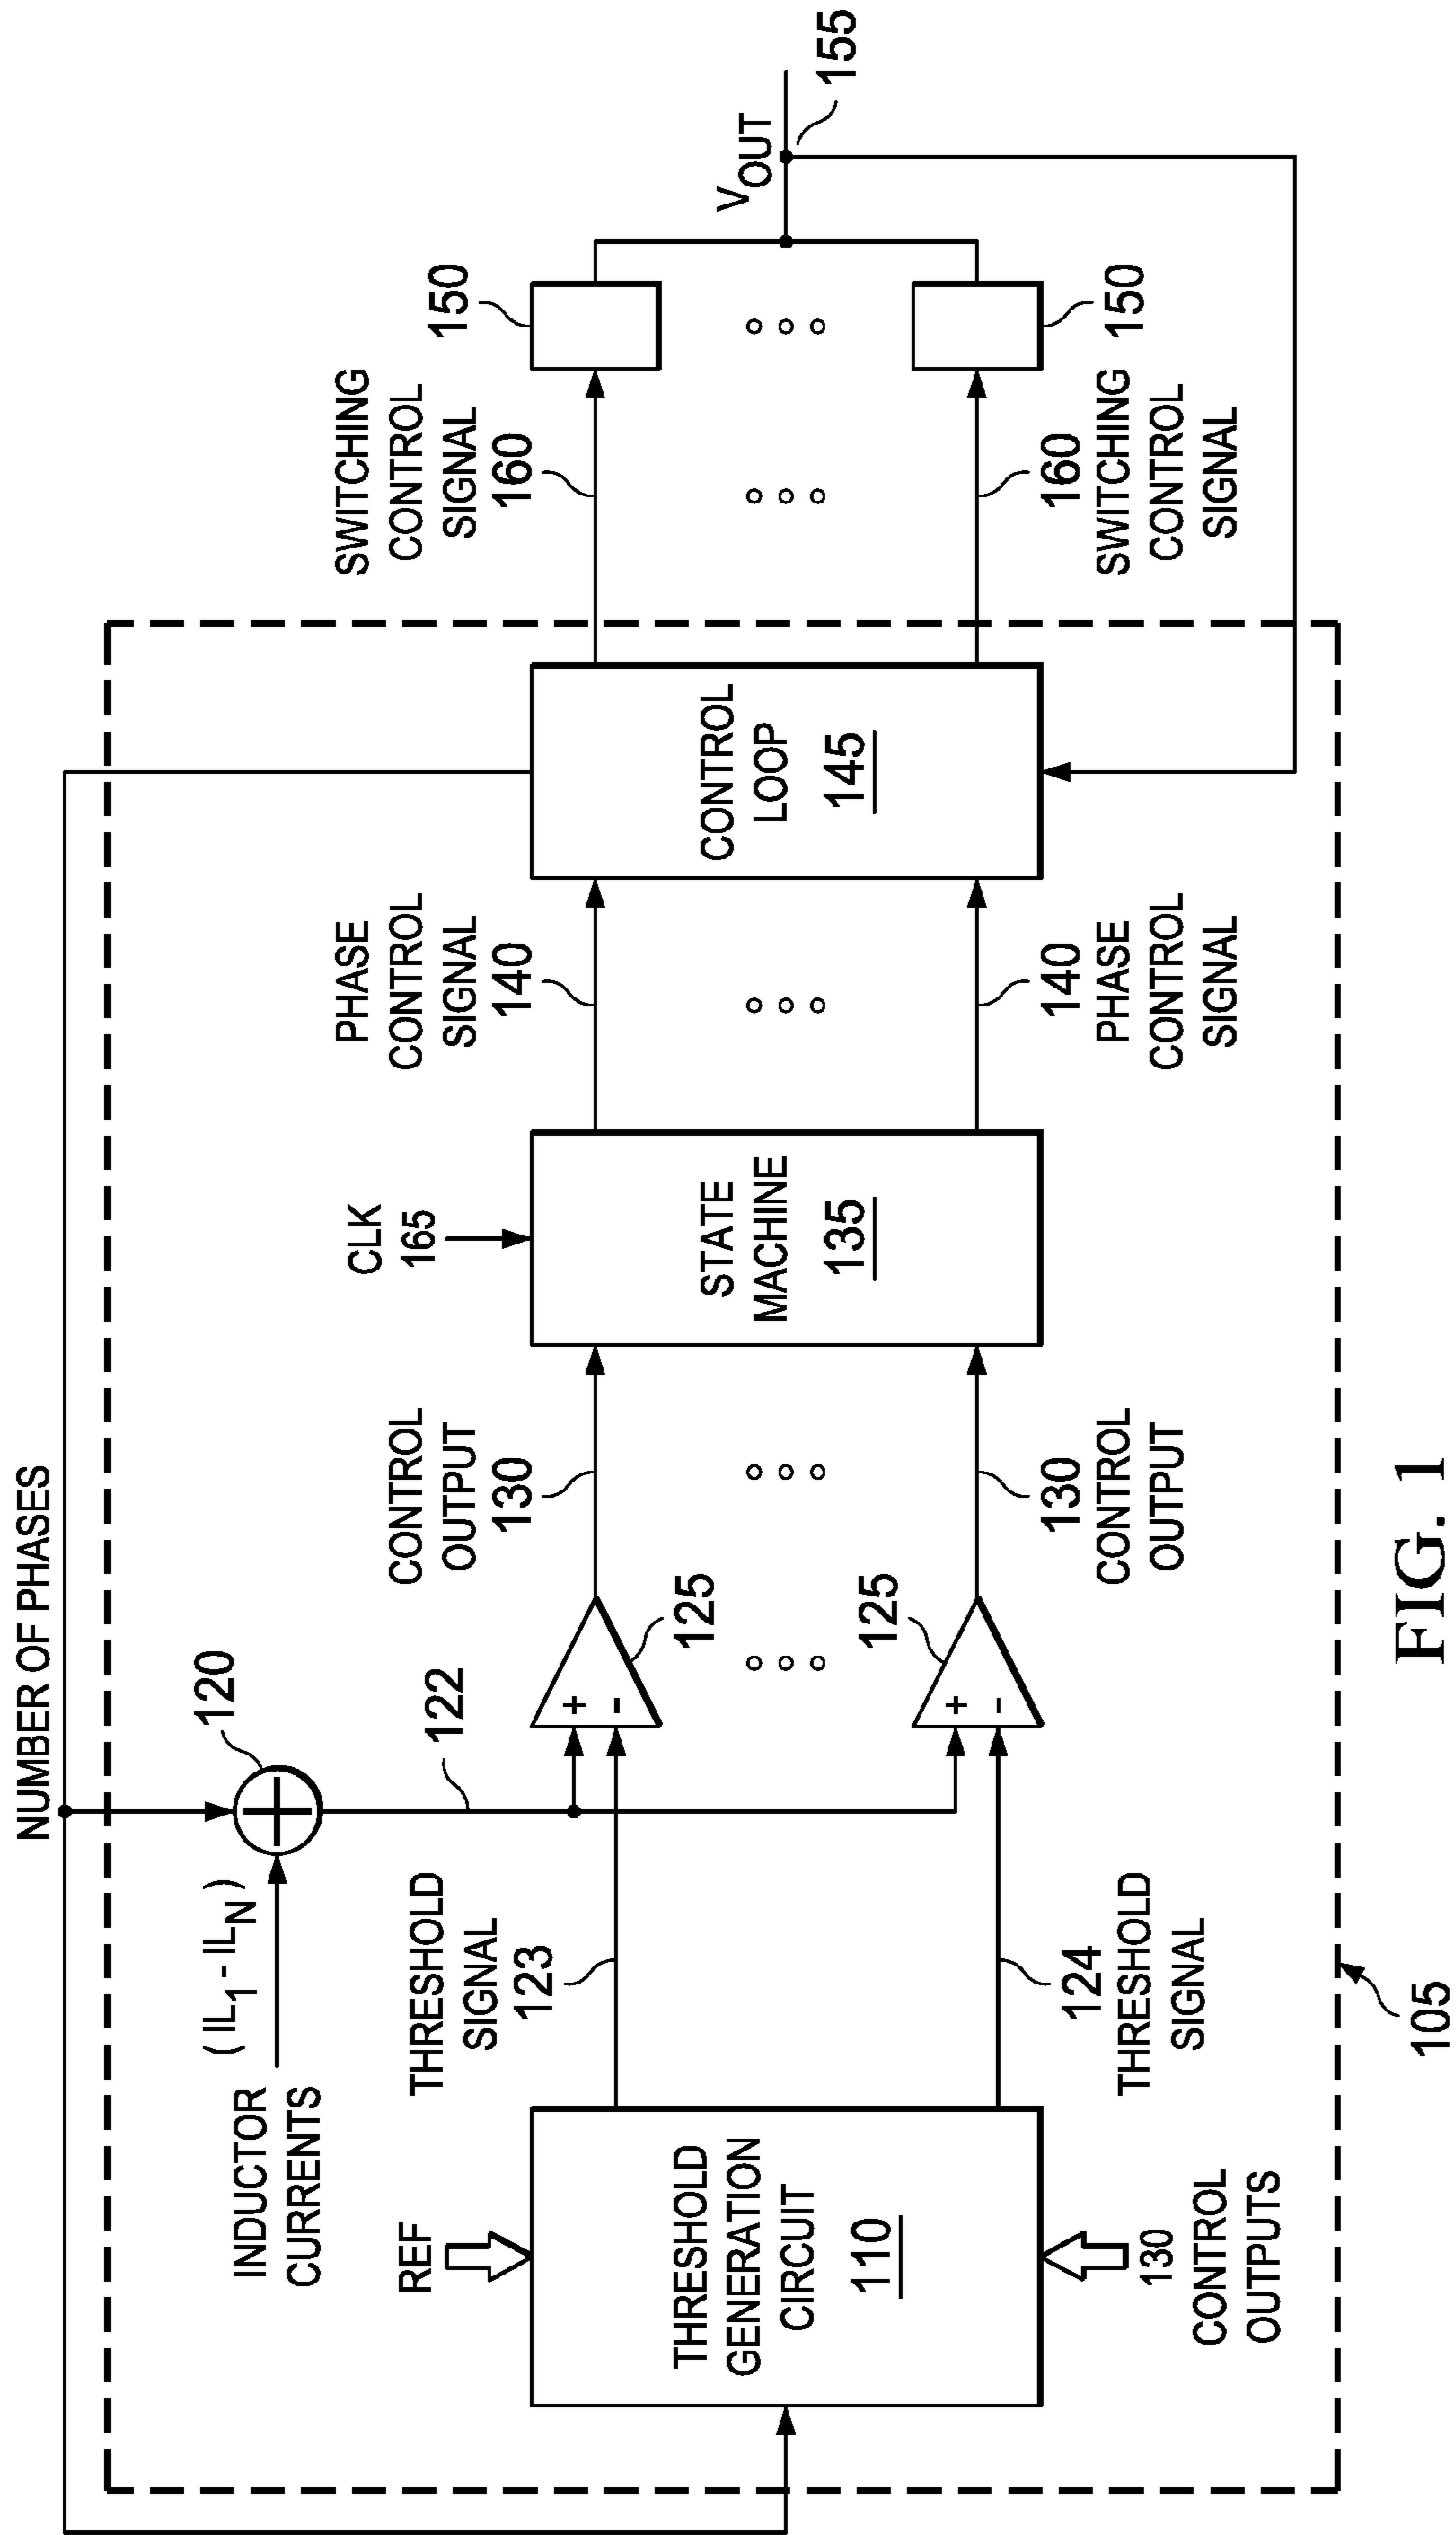 NUMBER OF PHASES
INDUCTOR
CURRENTS
(IL1-ILN)
120
122
REF
THRESHOLD
GENERATION
CIRCUIT
110
130
CONTROL
OUTPUTS
THRESHOLD
SIGNAL
123
124
THRESHOLD
SIGNAL
+
-
125
125
+
-
CONTROL
OUTPUT
130
130
CONTROL
OUTPUT
CLK
165
STATE
MACHINE
135
PHASE
CONTROL
SIGNAL
140
140
PHASE
CONTROL
SIGNAL
CONTROL
LOOP
145
SWITCHING
CONTROL
SIGNAL
160
160
SWITCHING
CONTROL
SIGNAL
150
150
VOUT
155
105
FIG. 1